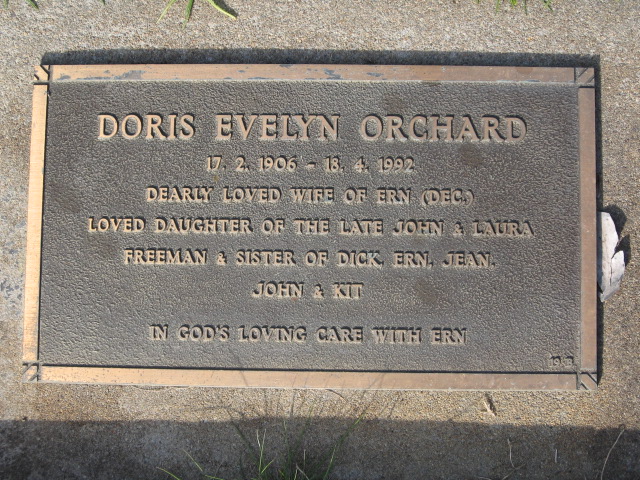 DORIS EVELYN ORCHARD
17. 2. 1906 - 18. 4. 1992
DEARLY LOVED WIFE OF ERN (DEC.)
LOVED DAUGHTER OF THE LATE JOHN & LAURA
FREEMAN & SISTER OF DICK, ERN, JEAN,
JOHN & KIT
IN GOD'S LOVING CARE WITH ERN